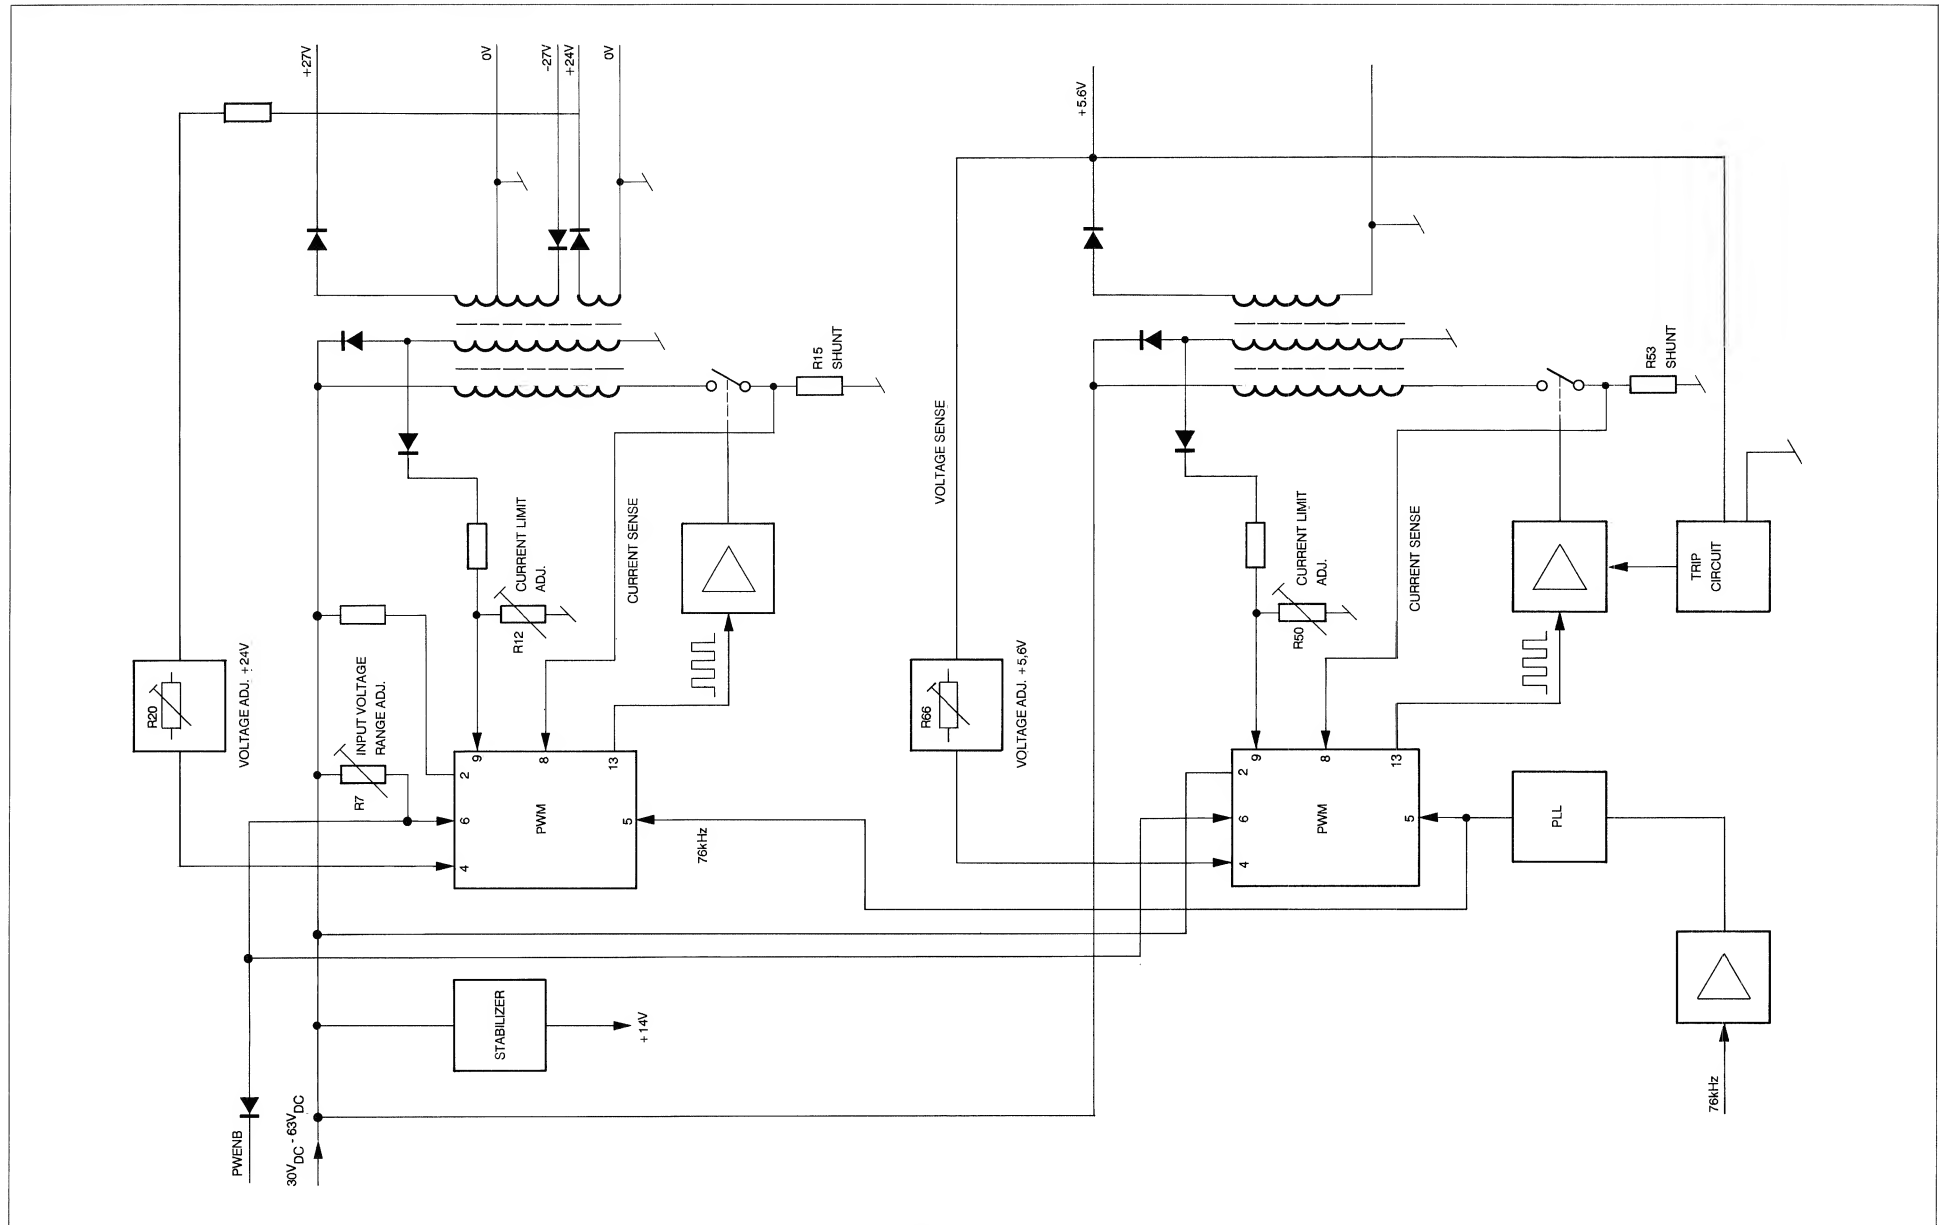 +27V
0V
-27V
+24V
0V
+5.6V
R15
SHUNT
R53
SHUNT
VOLTAGE SENSE
CURRENT LIMIT
ADJ.
R12
CURRENT SENSE
CURRENT LIMIT
ADJ.
R50
CURRENT SENSE
TRIP
CIRCUIT
R20
VOLTAGE ADJ. +24V
INPUT VOLTAGE
RANGE ADJ.
R7
R66
VOLTAGE ADJ. +5,6V
9
8
13
2
6
4
5
PWM
76kHz
9
8
13
2
6
4
5
PWM
PLL
STABILIZER
+14V
PWENB
30VDC - 63VDC
76kHz